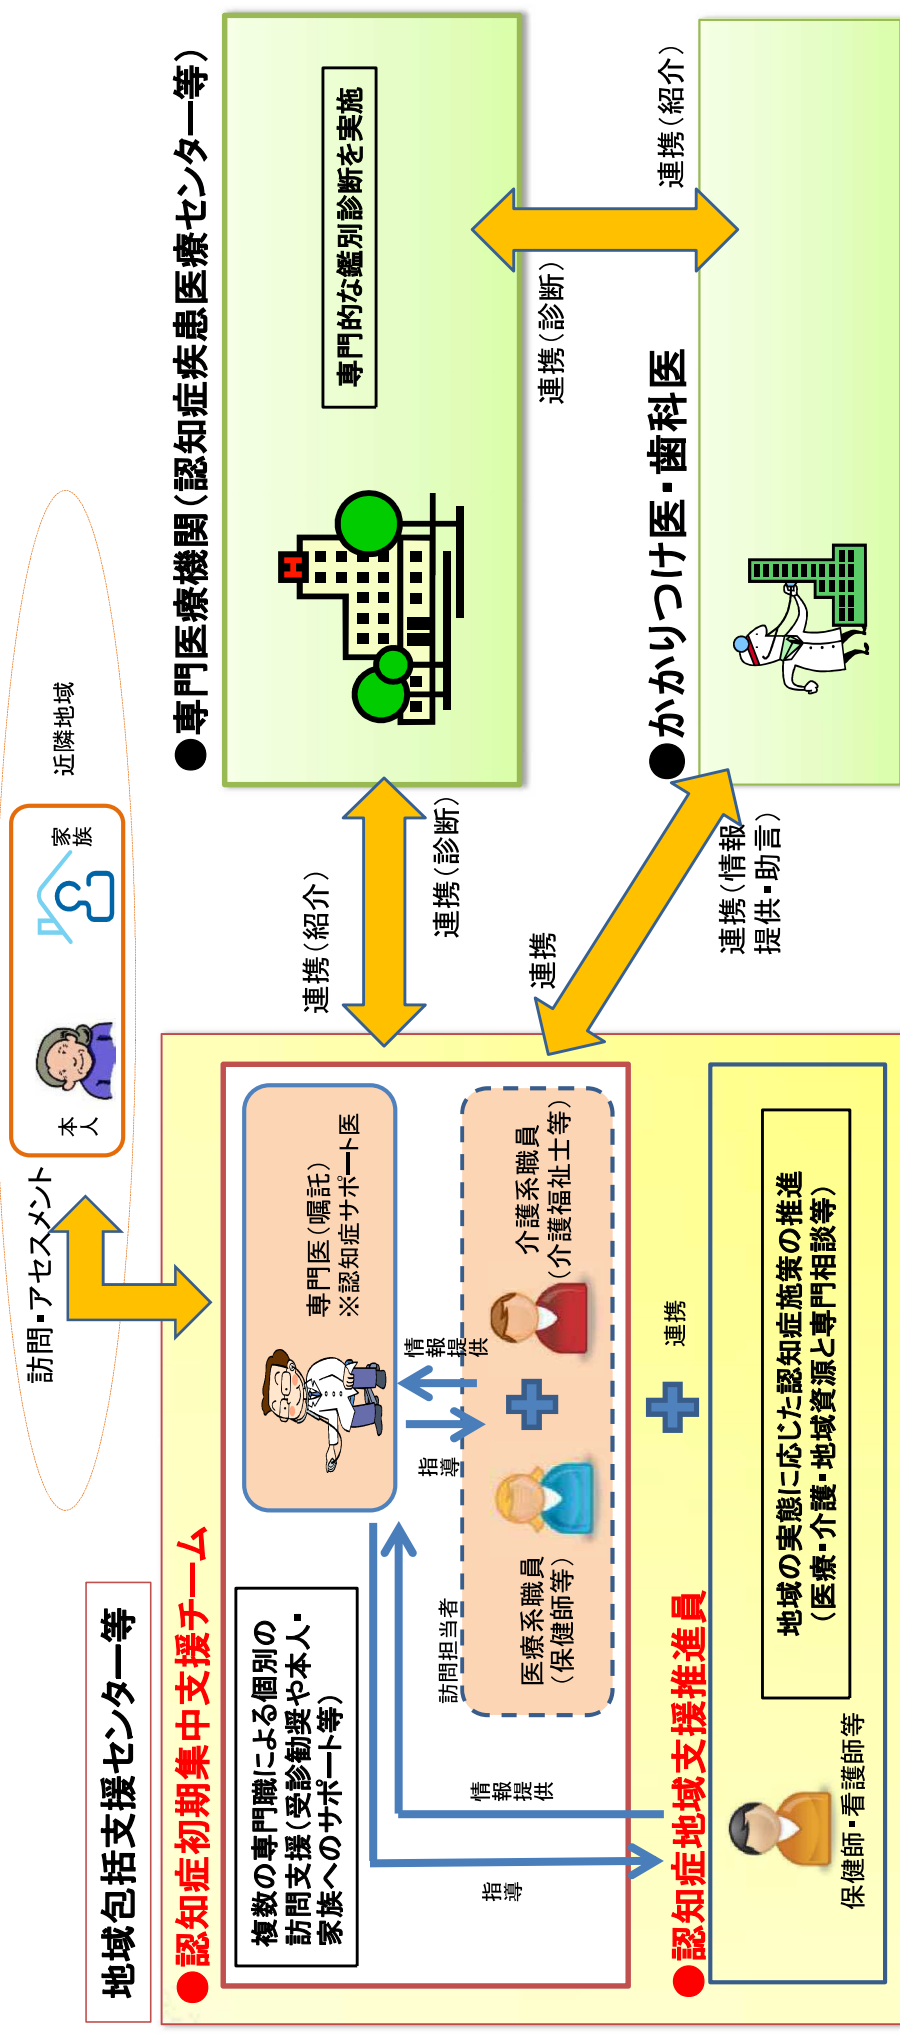 近隣地域
本人
家族
訪問・アセスメント
地域包括支援センター等
●認知症初期集中支援チーム
複数の専門職による個別の
訪問支援(受診勧奨や本人・
家族へのサポート等)
専門医(嘱託)
※認知症サポート医
指導
情報提供
訪問担当者
医療系職員
(保健師等)
介護系職員
(介護福祉士等)
情報提供
指導
連携
●認知症地域支援推進員
保健師・看護師等
地域の実態に応じた認知症施策の推進
(医療・介護・地域資源と専門相談等)
連携(紹介)
連携(診断)
連携
連携(情報
提供・助言)
●専門医療機関(認知症疾患医療センター等)
H
専門的な鑑別診断を実施
連携(診断)
連携(紹介)
●かかりつけ医・歯科医